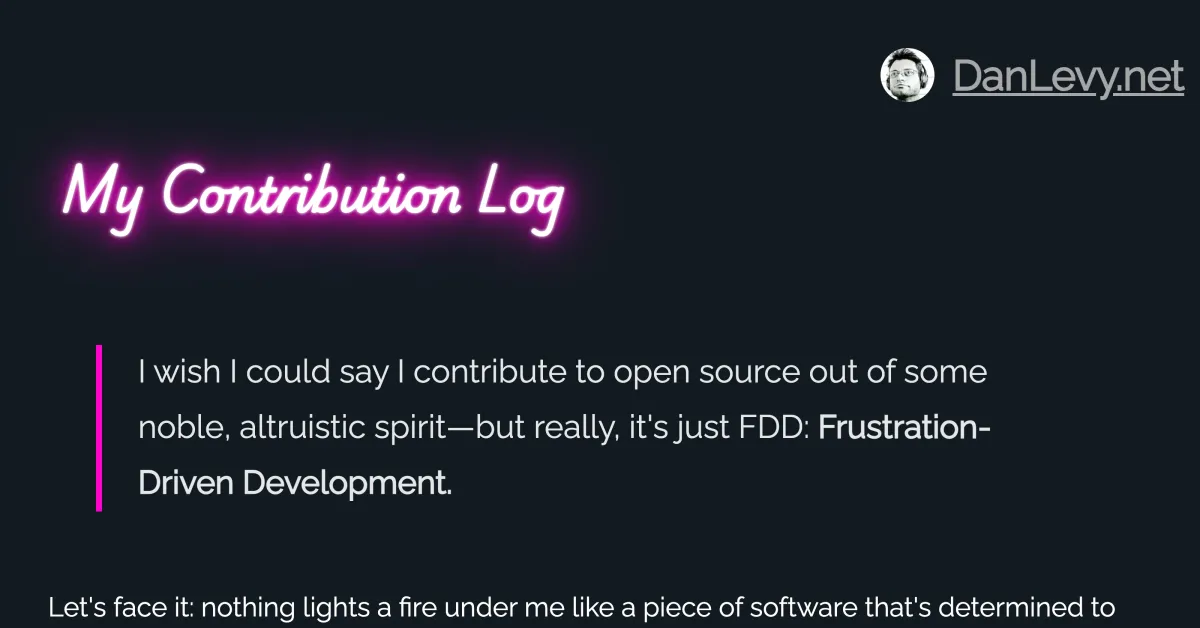 DanLevy.net
My Contribution Log
I wish I could say I contribute to open source out of some
noble, altruistic spirit—but really, it's just FDD: Frustration-
Driven Development.
Let's face it: nothing lights a fire under me like a piece of software that's determined to